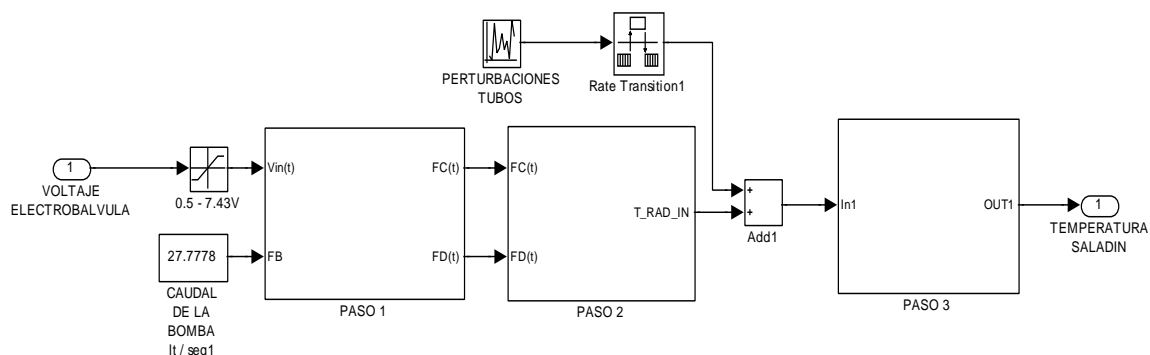 PERTURBACIONES
TUBOS
Rate Transition1
1
VOLTAJE
ELECTROBALVULA
0.5 - 7.43V
Vin(t)
FC(t)
FC(t)
T_RAD_IN
+
+
Add1
In1
OUT1
1
TEMPERATURA
SALADIN
27.7778
FB
FD(t)
FD(t)
CAUDAL
DE LA
BOMBA
lt / seg1
PASO 1
PASO 2
PASO 3